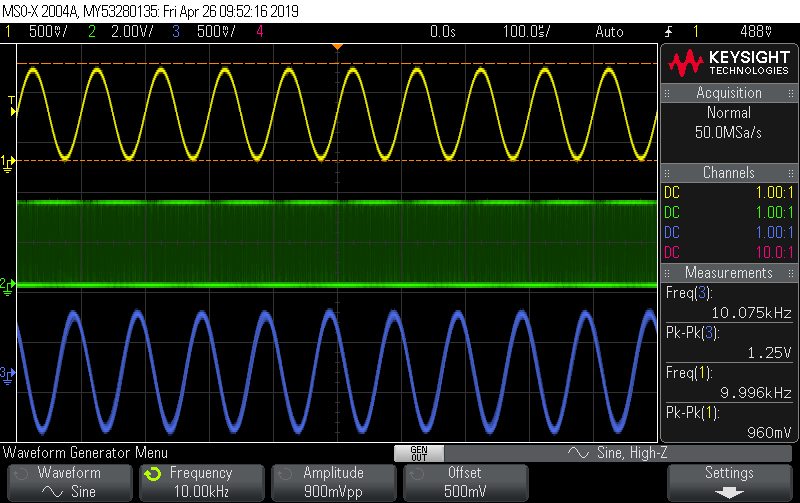 MSO-X 2004A, MY53280135: Fri Apr 26 09:52:16 2019
1 500V/ 2 2.00V/ 3 500V/ 4 0.0s 100.0s/ Auto 1 488V
KEYSIGHT
TECHNOLOGIES
Acquisition
Normal
50.0MSa/s
Channels
DC 1.00:1
DC 1.00:1
DC 1.00:1
DC 10.0:1
Measurements
Freq(3):
10.075kHz
Pk-Pk(3):
1.25V
Freq(1):
9.996kHz
Pk-Pk(1):
960mV
T
1
2
3
Waveform Generator Menu
GEN
OUT
Sine, High-Z
Waveform
Sine
Frequency
10.00kHz
Amplitude
900mVpp
Offset
500mV
Settings